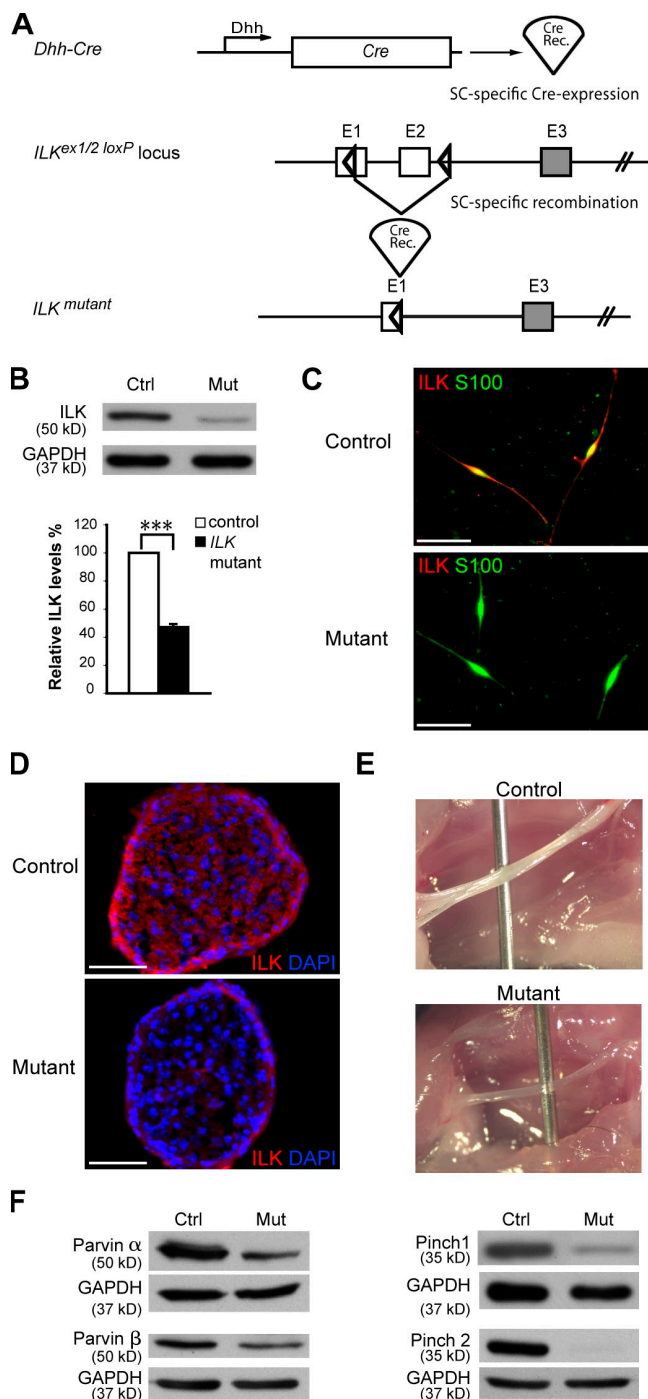 A
Dhh-Cre
Dhh
Cre
Cre
Rec.
SC-specific Cre-expression
ILK^ex1/2 loxP locus
E1 E2 E3
SC-specific recombination
Cre
Rec.
ILK^mutant
E1 E3
B
Ctrl Mut
ILK
(50 kD)
GAPDH
(37 kD)
Relative ILK levels %
120
100
80
60
40
20
0
***
control
ILK
mutant
C
Control
ILK S100
Mutant
ILK S100
D
Control
ILK DAPI
Mutant
ILK DAPI
E
Control
Mutant
F
Ctrl Mut
Parvin α
(50 kD)
GAPDH
(37 kD)
Parvin β
(50 kD)
GAPDH
(37 kD)
Ctrl Mut
Pinch1
(35 kD)
GAPDH
(37 kD)
Pinch 2
(35 kD)
GAPDH
(37 kD)